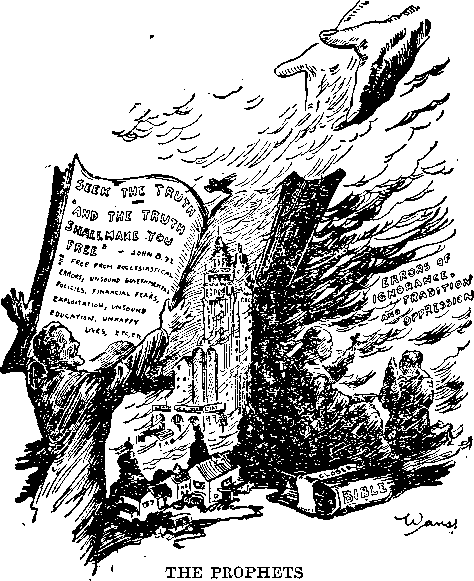 SEEK THE TRUTH
"AND THE TRUTH
SHALL MAKE YOU
FREE" - JOHN 8.32
FREE FROM ECCLESIASTICAL
ERRORS, UNSOUND GOVERNMENTAL
POLICIES, FINANCIAL FEARS,
EXPLOITATION, UNSOUND
EDUCATION, UNHAPPY
LIVES, ETC.
ERRORS OF
IGNORANCE,
AND TRADITION
OPPRESSION
BIBLE
THE PROPHETS